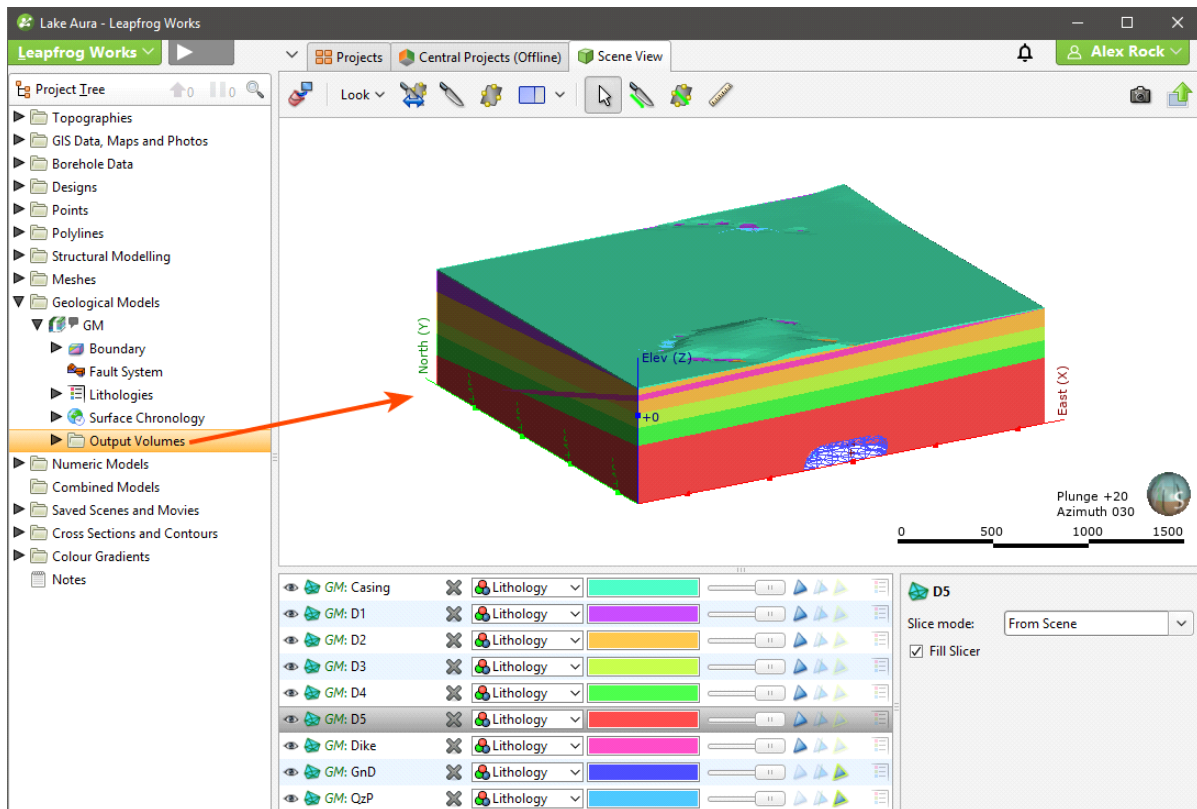 Lake Aura - Leapfrog Works
Leapfrog Works
Projects
Central Projects (Offline)
Scene View
Alex Rock
Project Tree
0
0
Look
Topographies
GIS Data, Maps and Photos
Borehole Data
Designs
Points
Polylines
Structural Modelling
Meshes
Geological Models
GM
Boundary
Fault System
Lithologies
Surface Chronology
Output Volumes
Numeric Models
Combined Models
Saved Scenes and Movies
Cross Sections and Contours
Colour Gradients
Notes
North (Y)
Elev (Z)
+0
East (X)
Plunge +20
Azimuth 030
0 500 1000 1500
GM: Casing Lithology
GM: D1 Lithology
GM: D2 Lithology
GM: D3 Lithology
GM: D4 Lithology
GM: D5 Lithology
GM: Dike Lithology
GM: GnD Lithology
GM: QzP Lithology
D5
Slice mode: From Scene
Fill Slicer